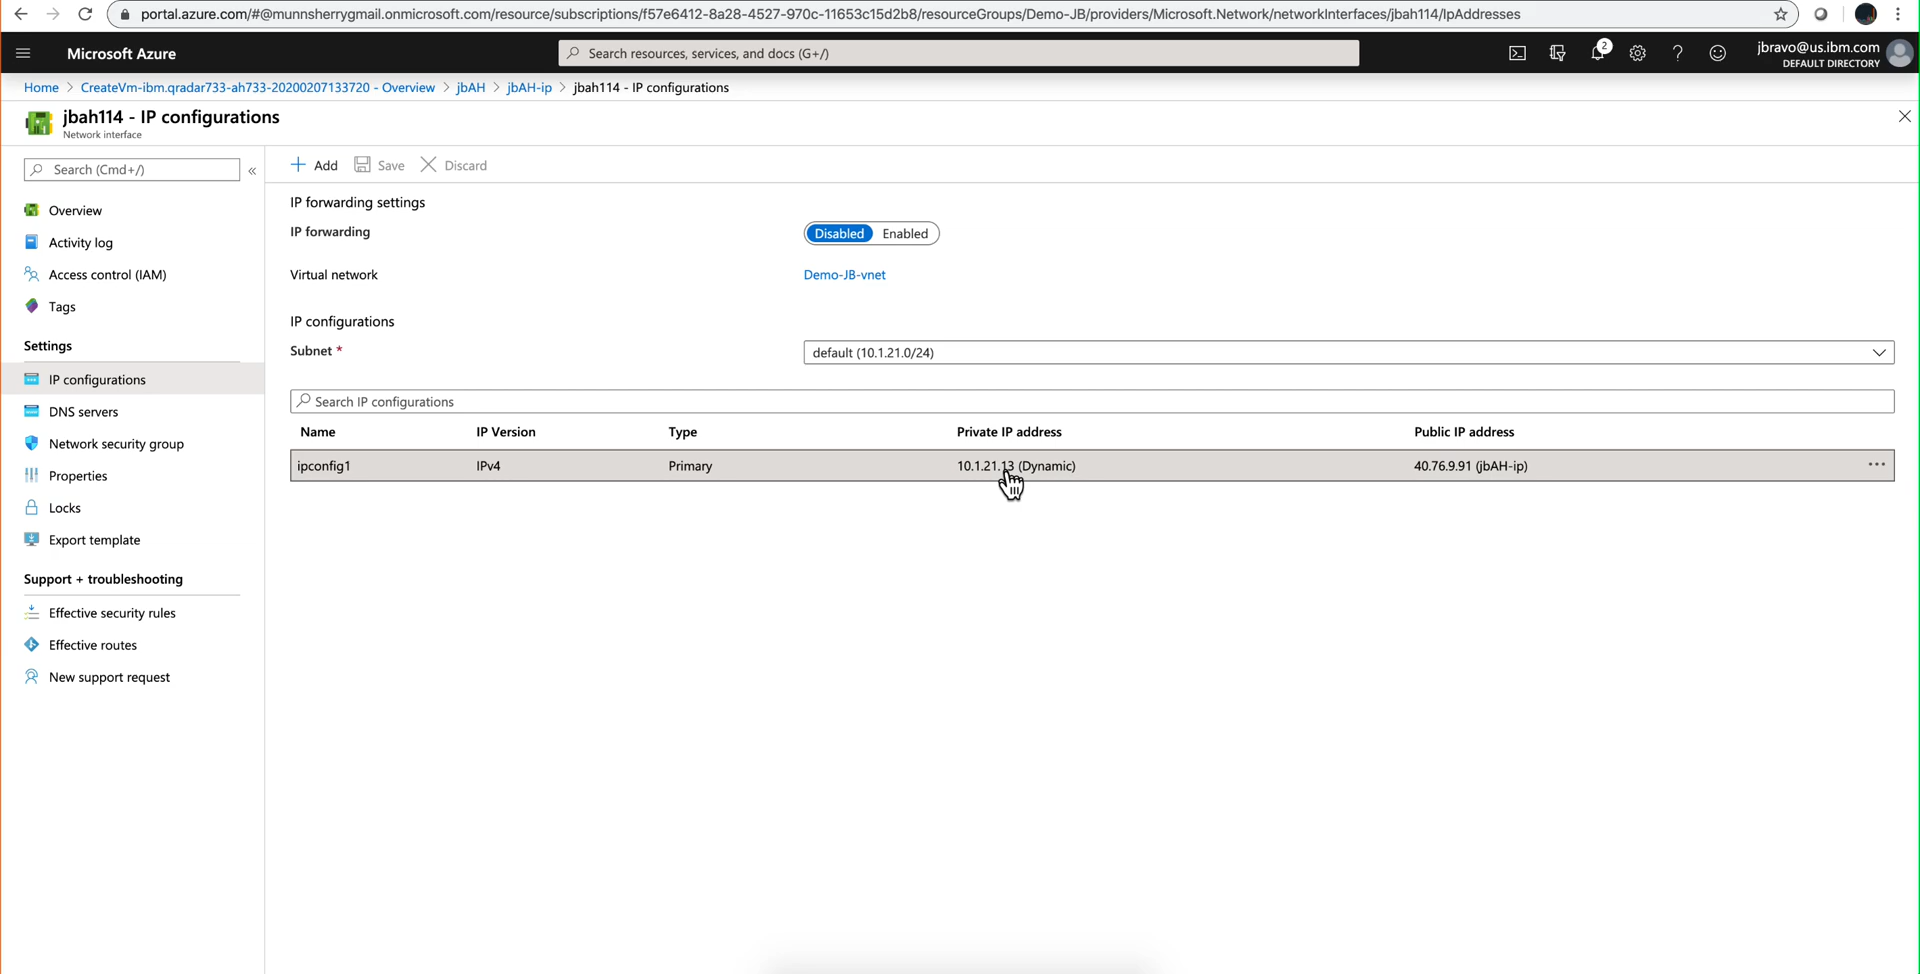 portal.azure.com/#@munnsherrygmail.onmicrosoft.com/resource/subscriptions/f57e6412-8a28-4527-970c-11653c15d2b8/resourceGroups/Demo-JB/providers/Microsoft.Network/networkInterfaces/jbah114/IpAddresses
Microsoft Azure
Search resources, services, and docs (G+/)
2
jbravo@us.ibm.com
DEFAULT DIRECTORY
Home > CreateVm-ibm.qradar733-ah733-20200207133720 - Overview > jbAH > jbAH-ip > jbah114 - IP configurations
jbah114 - IP configurations
Network interface
Search (Cmd+/)
«
Overview
Activity log
Access control (IAM)
Tags
Settings
IP configurations
DNS servers
Network security group
Properties
Locks
Export template
Support + troubleshooting
Effective security rules
Effective routes
New support request
Add Save Discard
IP forwarding settings
IP forwarding Disabled Enabled
Virtual network Demo-JB-vnet
IP configurations
Subnet * default (10.1.21.0/24)
Search IP configurations
Name IP Version Type Private IP address Public IP address
ipconfig1 IPv4 Primary 10.1.21.13 (Dynamic) 40.76.9.91 (jbAH-ip)